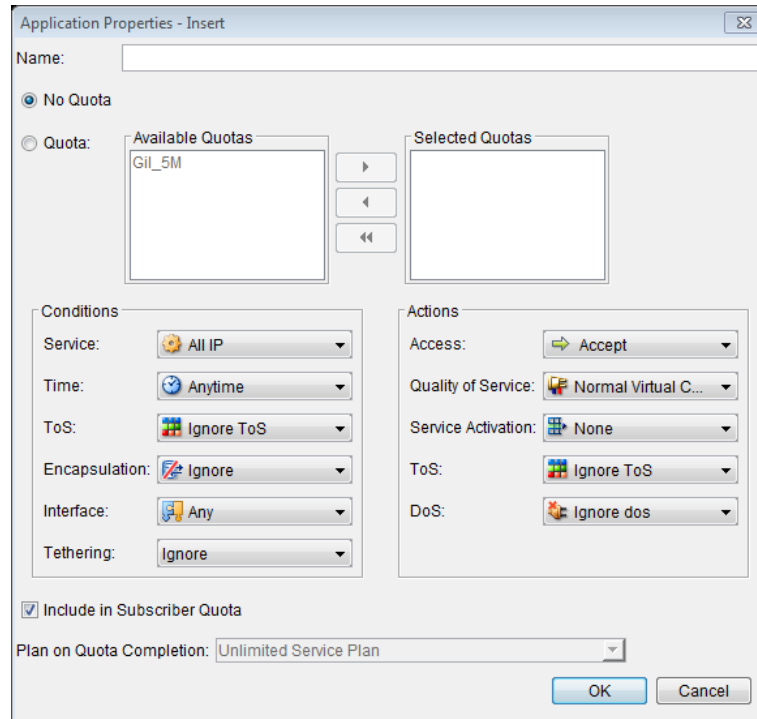 Application Properties - Insert
Name:
No Quota
Quota:
Available Quotas
Gil_5M
Selected Quotas
Conditions
Service: All IP
Time: Anytime
ToS: Ignore ToS
Encapsulation: Ignore
Interface: Any
Tethering: Ignore
Actions
Access: Accept
Quality of Service: Normal Virtual C...
Service Activation: None
ToS: Ignore ToS
DoS: Ignore dos
Include in Subscriber Quota
Plan on Quota Completion: Unlimited Service Plan
OK Cancel